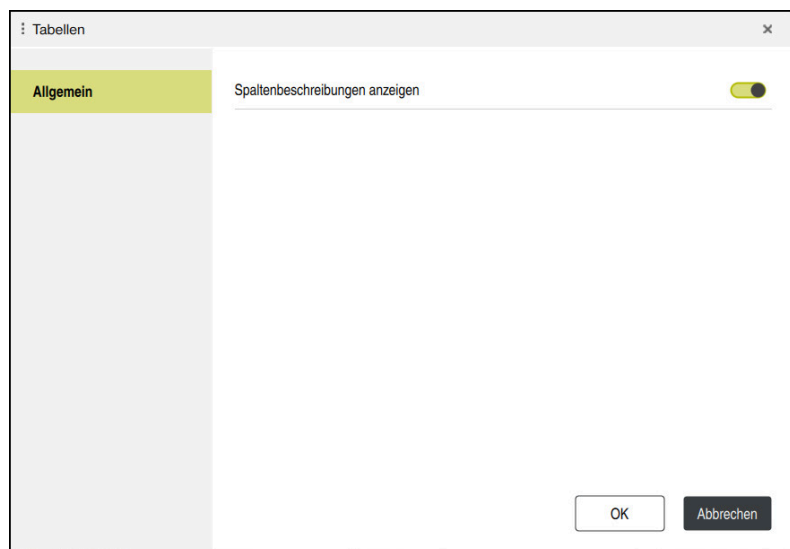 Tabellen
Allgemein
Spaltenbeschreibungen anzeigen
OK
Abbrechen